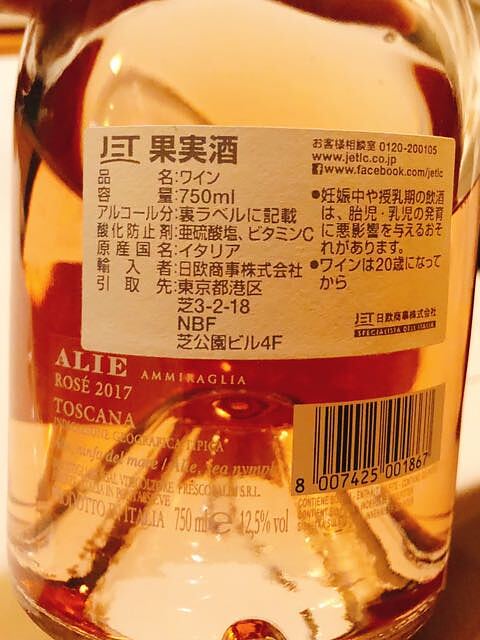 JET 果実酒
お客様相談室 0120-200105
www.jetlc.co.jp
www.facebook.com/jetlc
品名:ワイン
容量:750ml
アルコール分:裏ラベルに記載
酸化防止剤:亜硫酸塩、ビタミンC
原産国名:イタリア
輸入者:日欧商事株式会社
引取先:東京都港区
芝3-2-18
NBF
芝公園ビル4F
●妊娠中や授乳期の飲酒
は、胎児・乳児の発育
に悪影響を与えるおそ
れがあります。
●ワインは20歳になって
から
JET 日欧商事株式会社
SPECIALISTA DELL'ITALIA
ALIE AMMIRAGLIA
ROSÉ 2017
TOSCANA
INDICAZIONE GEOGRAFICA TIPICA
ninfa del mare / Alìe, sea nymph
FRESCOBALDI S.R.L.
PRODOTTO IN ITALIA 750 ml e 12,5% vol
8 007425 001867